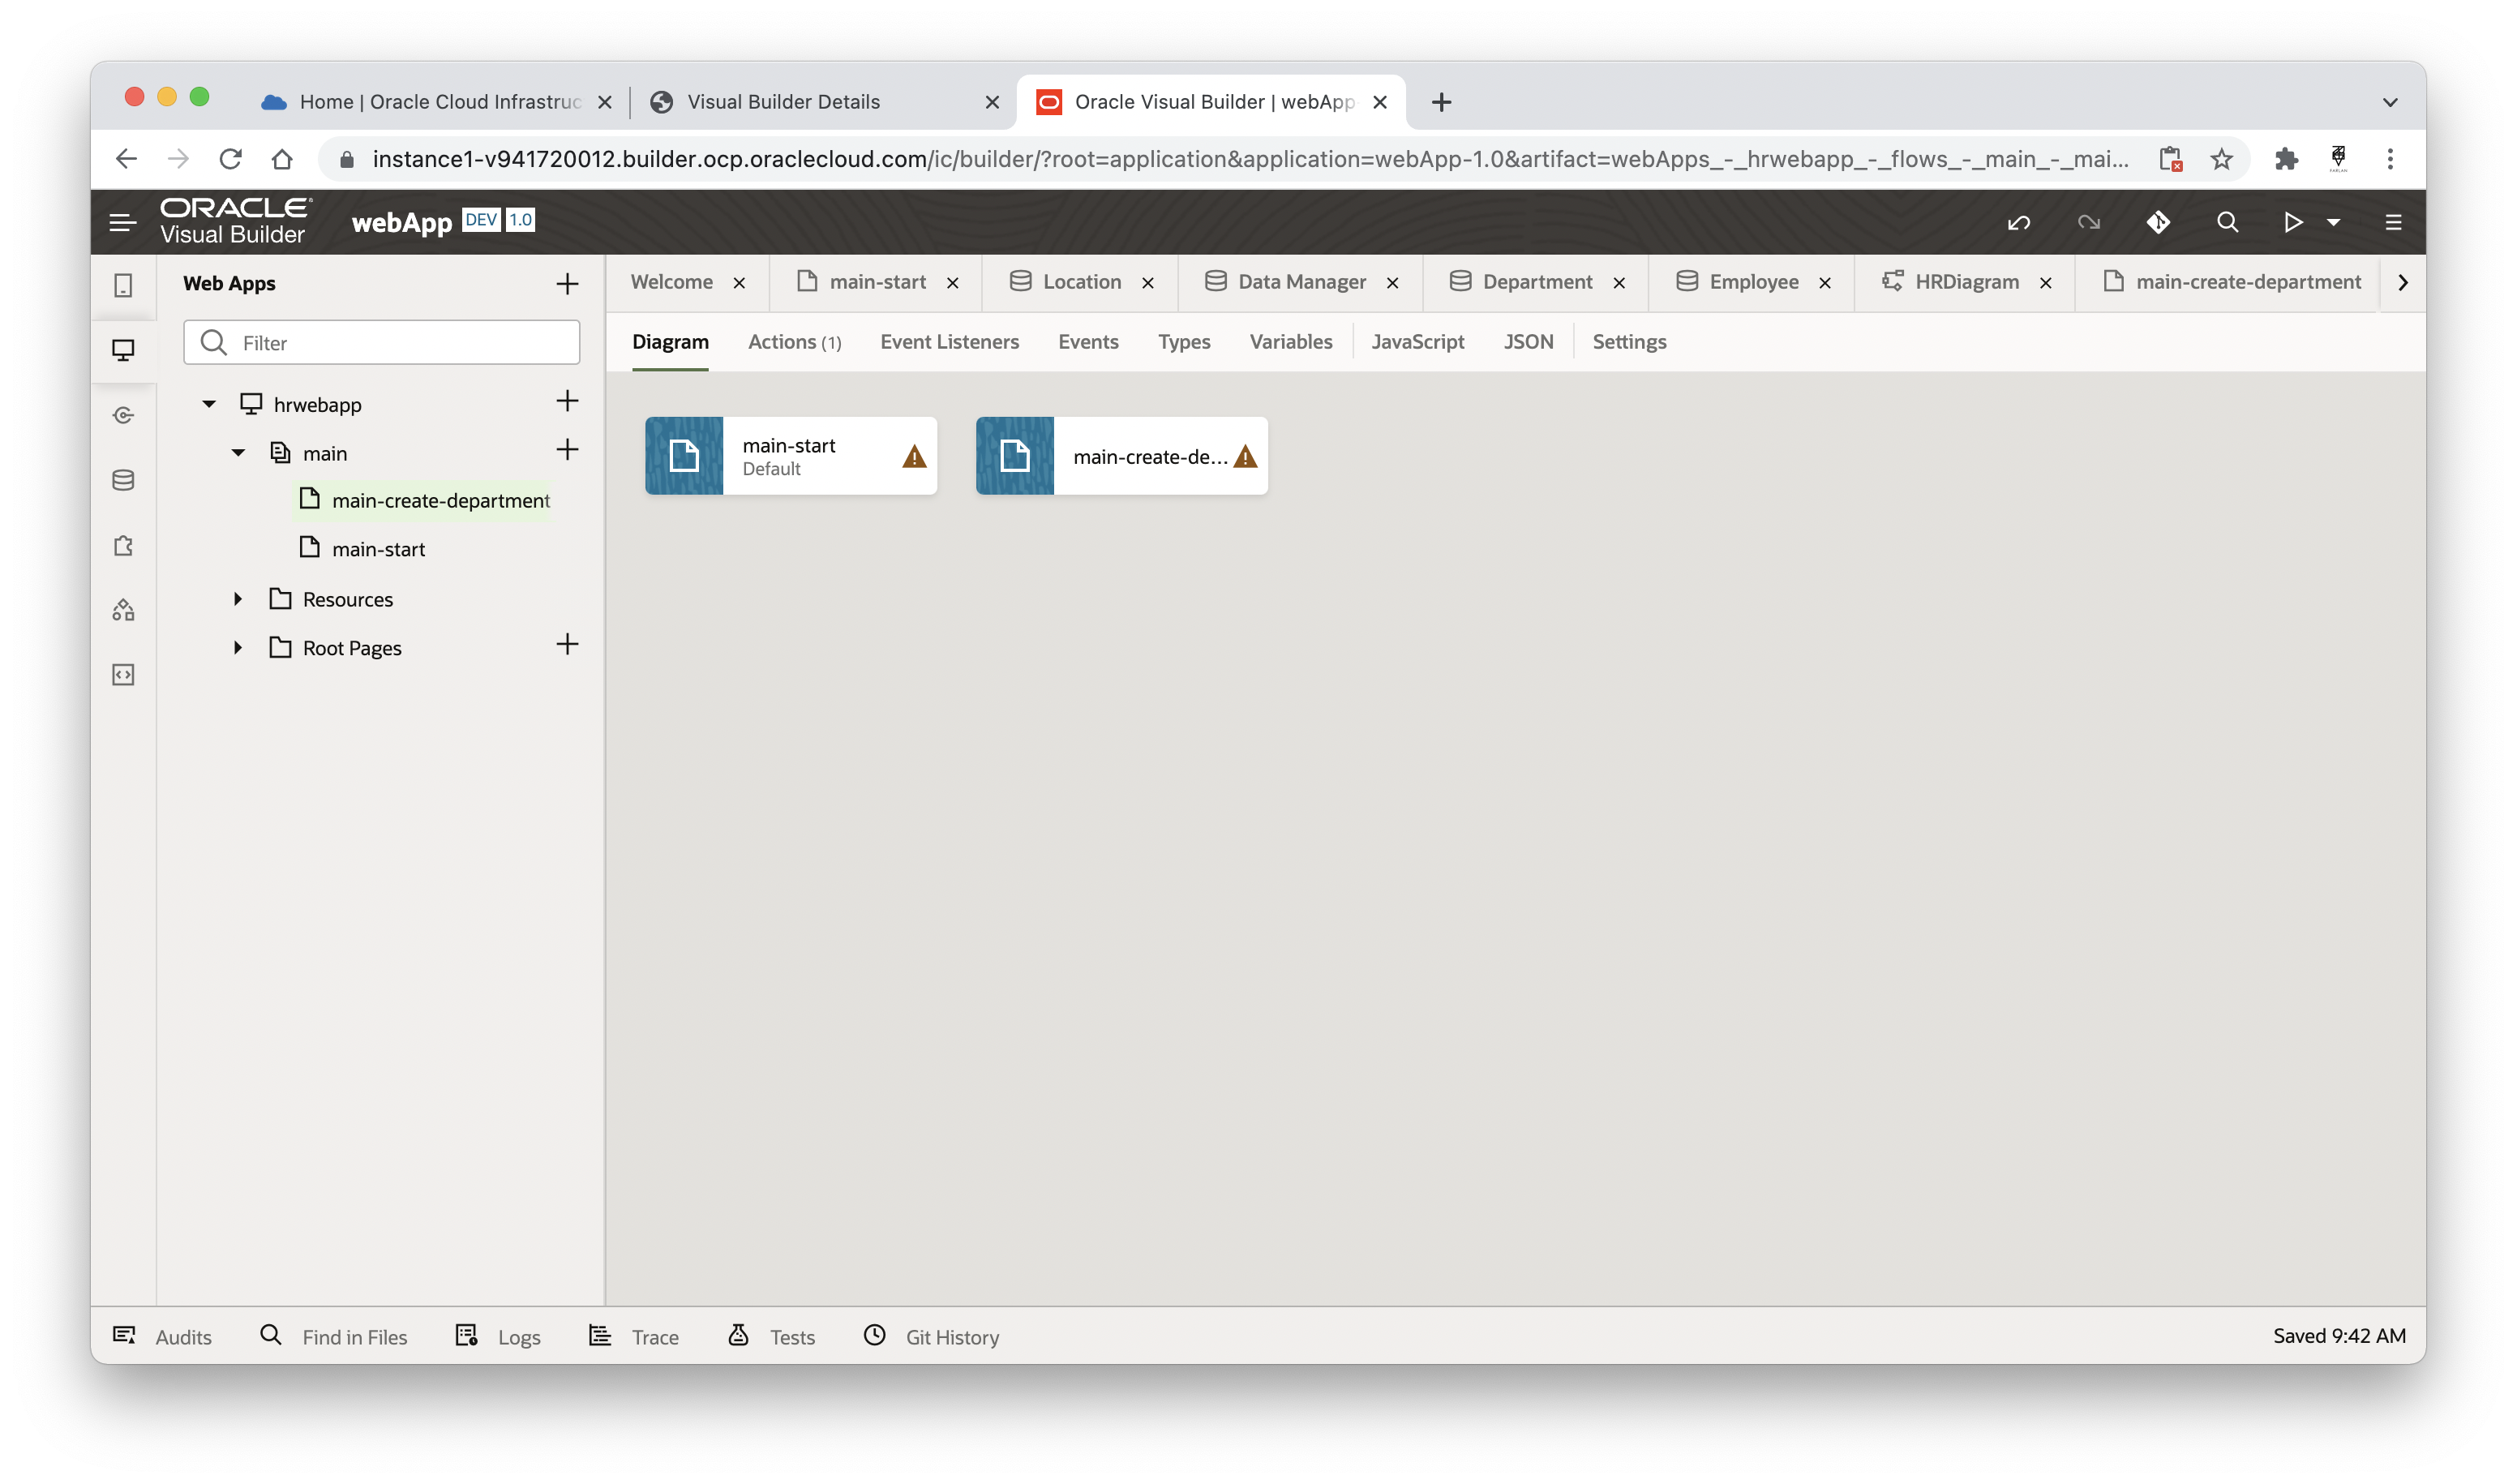 Home | Oracle Cloud Infrastruc
Visual Builder Details
Oracle Visual Builder | webApp
instance1-v941720012.builder.ocp.oraclecloud.com/ic/builder/?root=application&application=webApp-1.0&artifact=webApps_-_hrwebapp_-_flows_-_main_-_mai...
ORACLE
Visual Builder
webApp DEV 1.0
Web Apps
Filter
hrwebapp
main
main-create-department
main-start
Resources
Root Pages
Welcome
main-start
Location
Data Manager
Department
Employee
HRDiagram
main-create-department
Diagram
Actions (1)
Event Listeners
Events
Types
Variables
JavaScript
JSON
Settings
main-start
Default
main-create-de...
Audits
Find in Files
Logs
Trace
Tests
Git History
Saved 9:42 AM